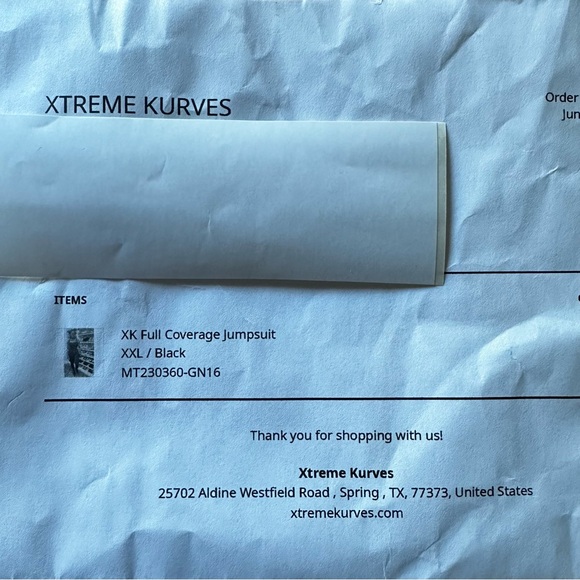 XTREME KURVES
Order
Jun
ITEMS
XK Full Coverage Jumpsuit
XXL / Black
MT230360-GN16
Thank you for shopping with us!
Xtreme Kurves
25702 Aldine Westfield Road , Spring , TX, 77373, United States
xtremekurves.com